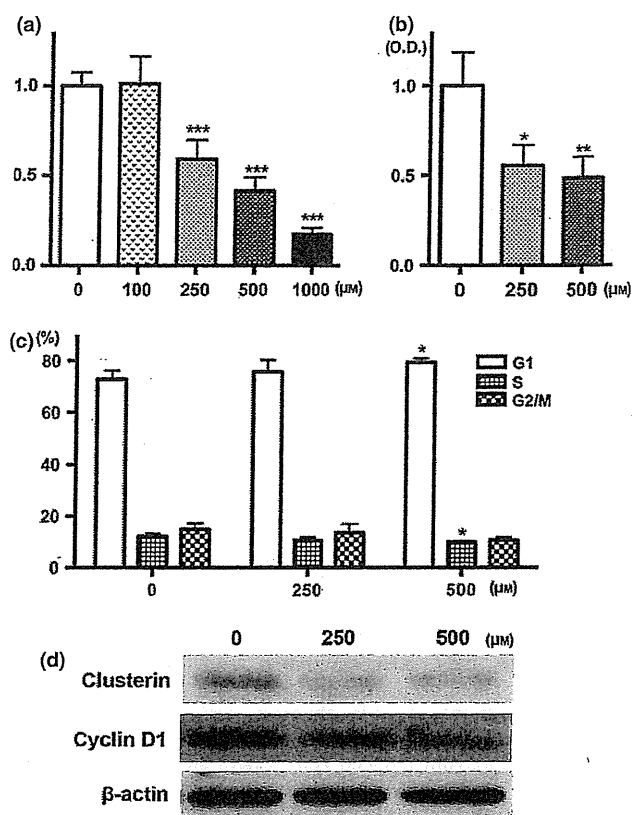 (a)
1.0
0.5
0.0
*** *** ***
0 100 250 500 1000 (μM)
(b)
(O.D.)
1.0
0.5
0.0
* **
0 250 500 (μM)
(c)
(%)
80
60
40
20
0
*
*
G1
S
G2/M
0 250 500 (μM)
(d)
0 250 500 (μM)
Clusterin
Cyclin D1
β-actin